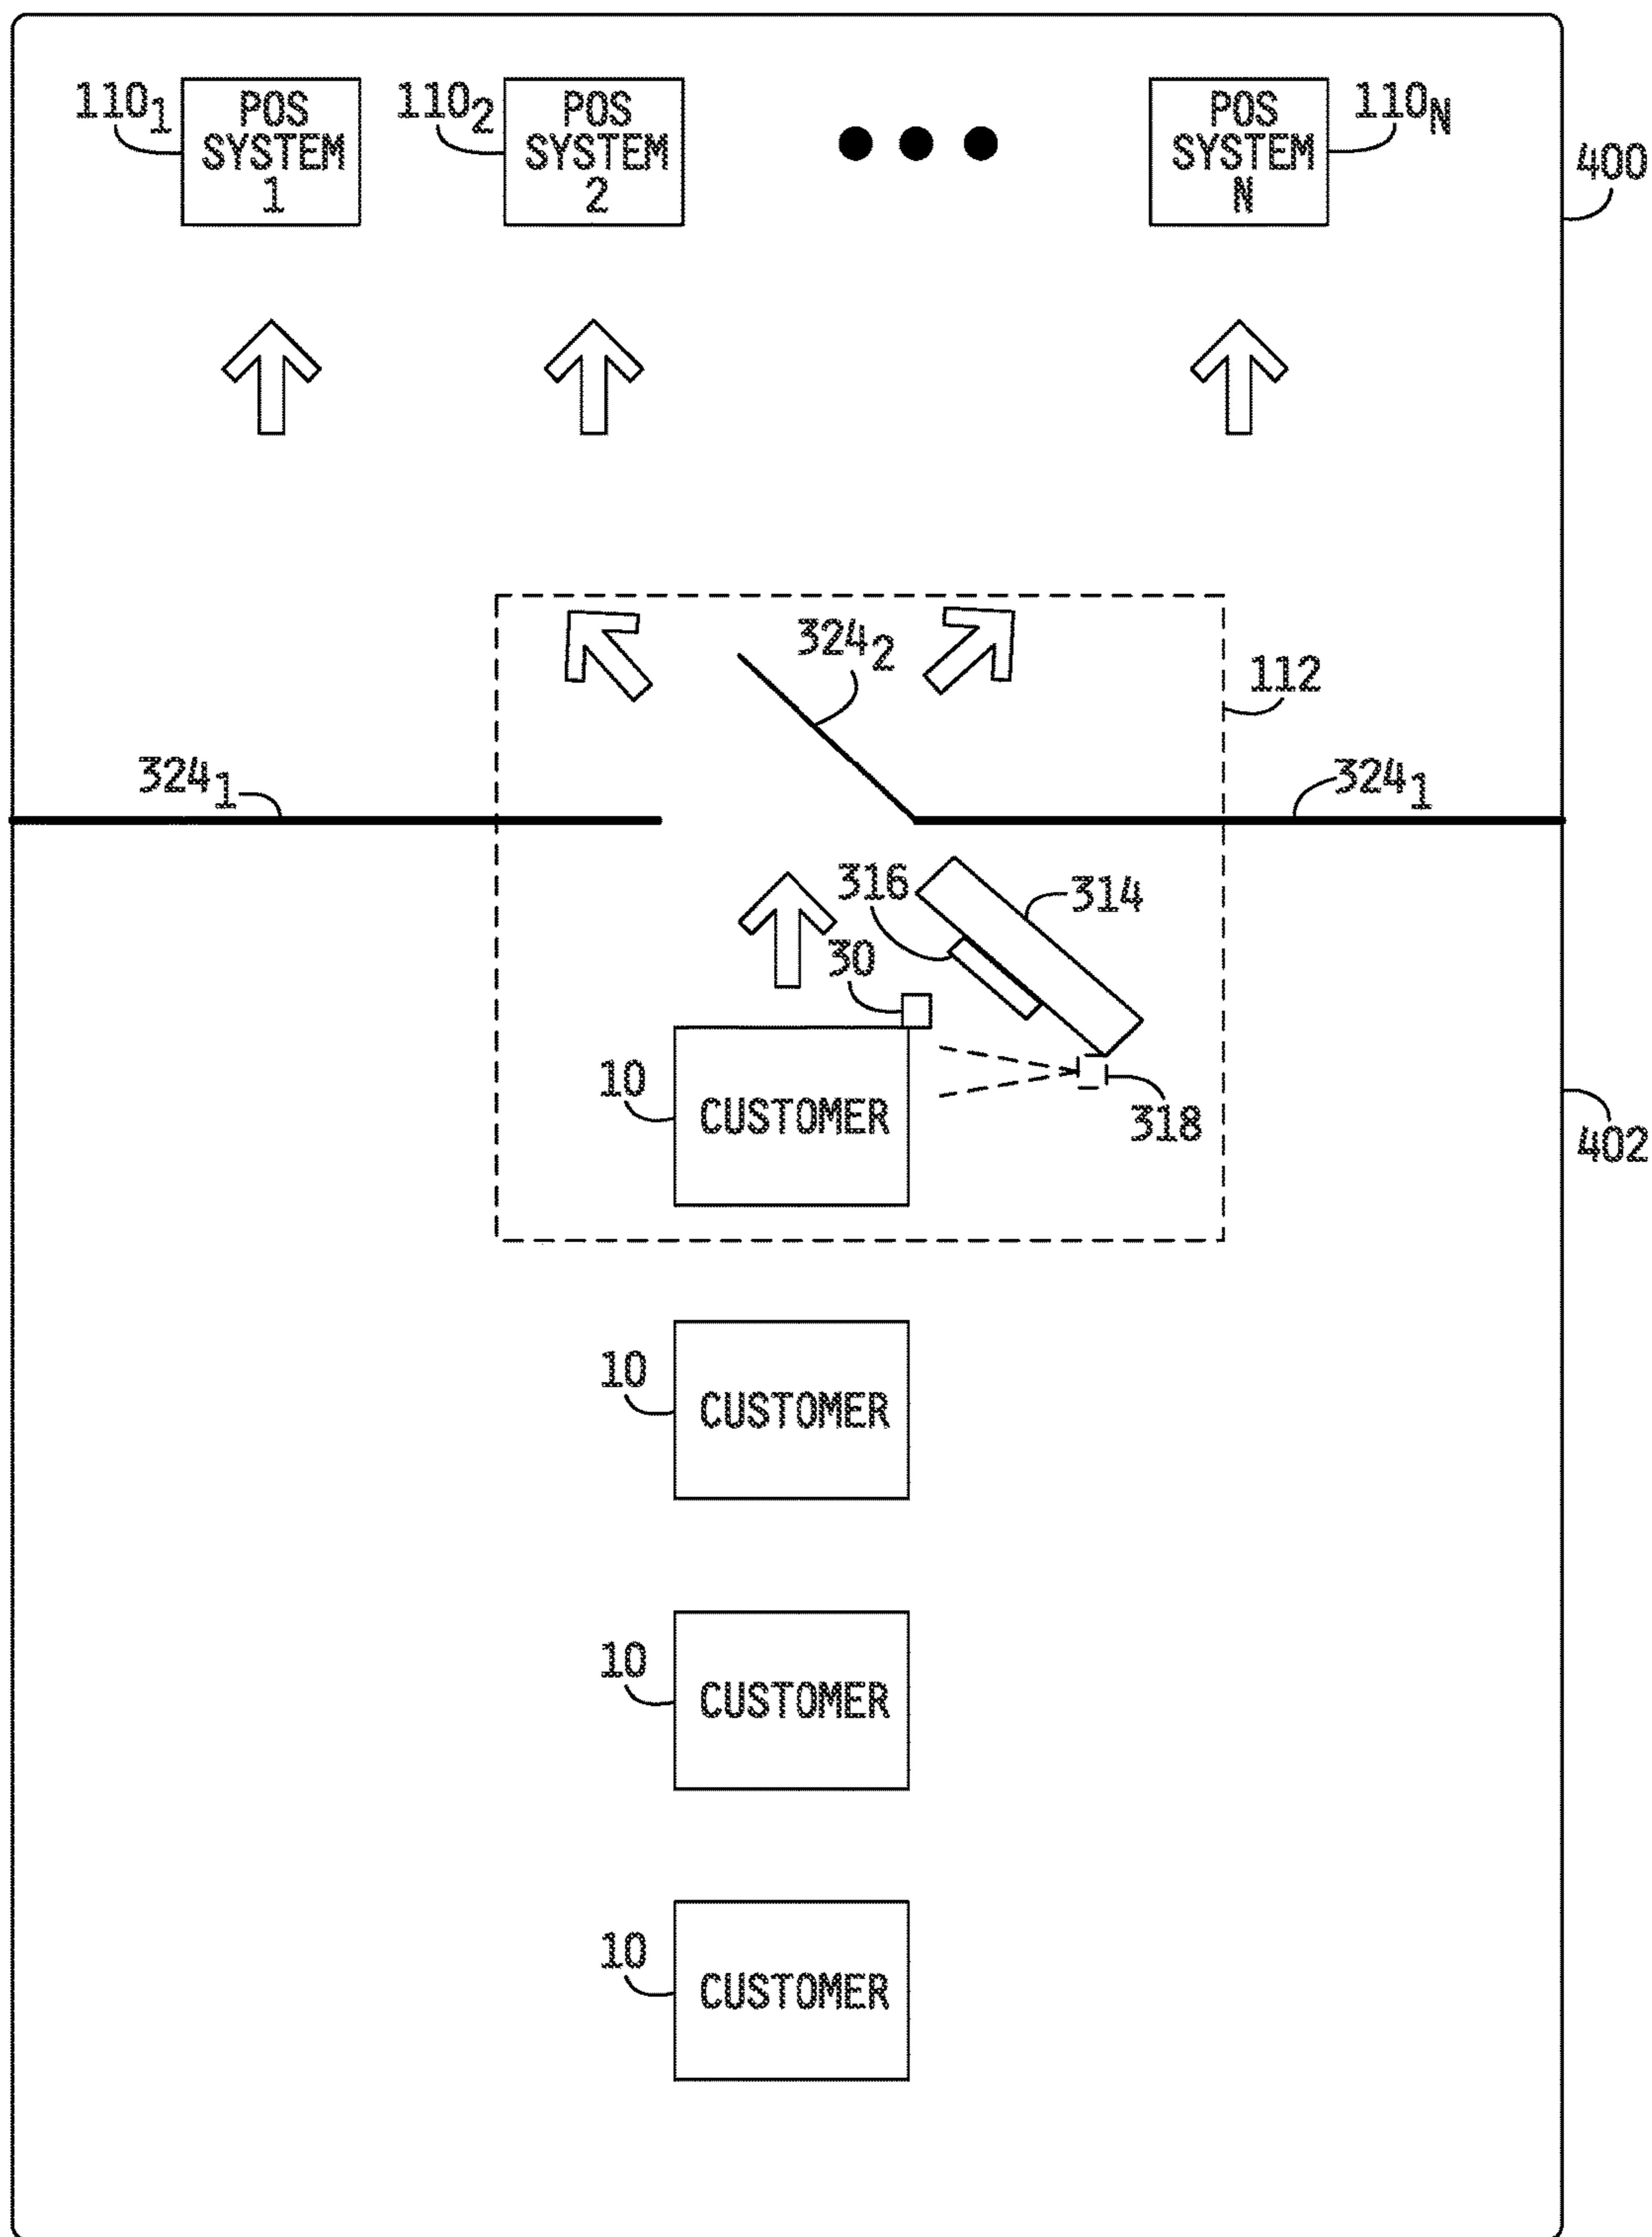 110₁
POS
SYSTEM
1
110₂
POS
SYSTEM
2
POS
SYSTEM
N
110N
400
324₂
112
324₁
324₁
316
314
30
10
CUSTOMER
318
402
10
CUSTOMER
10
CUSTOMER
10
CUSTOMER